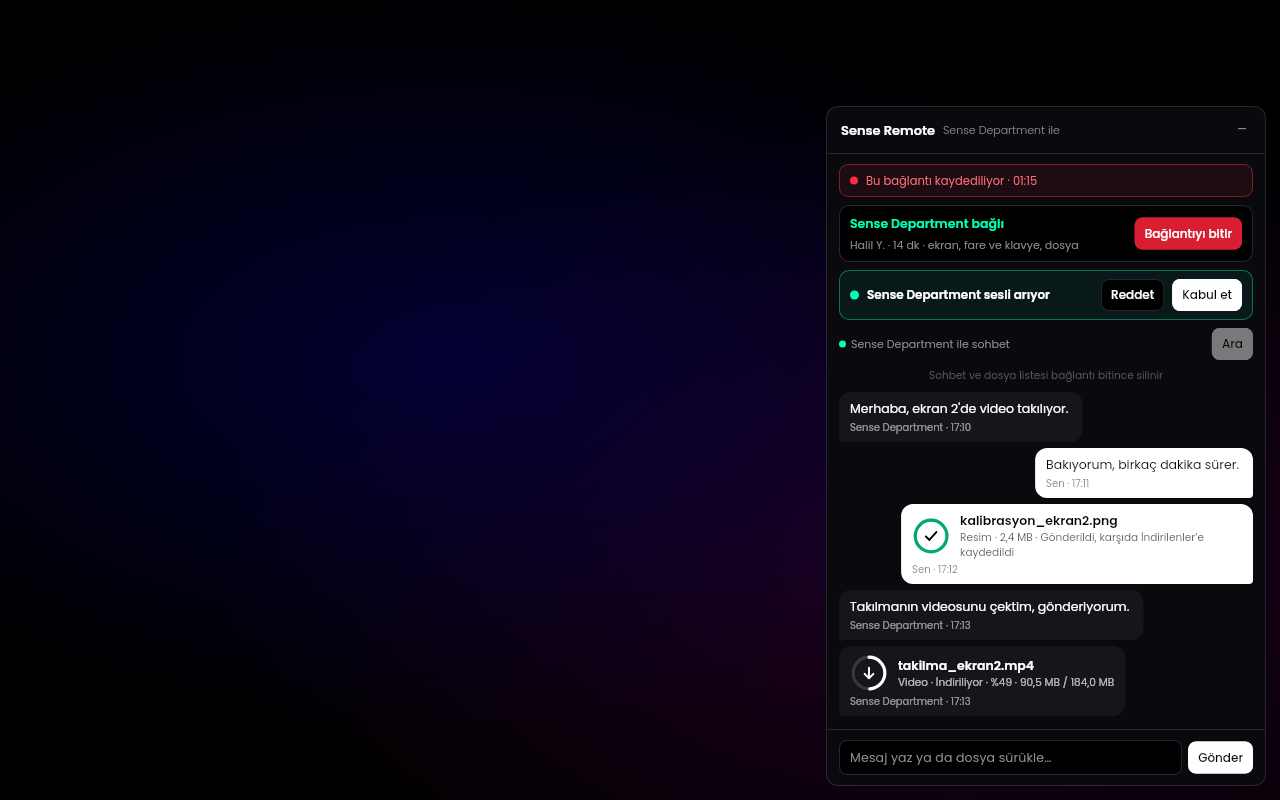 Sense Remote Sense Department ile
Bu bağlantı kaydediliyor · 01:15
Sense Department bağlı
Halil Y. · 14 dk · ekran, fare ve klavye, dosya
Bağlantıyı bitir
Sense Department sesli arıyor
Reddet
Kabul et
Sense Department ile sohbet
Ara
Sohbet ve dosya listesi bağlantı bitince silinir
Merhaba, ekran 2'de video takılıyor.
Sense Department · 17:10
Bakıyorum, birkaç dakika sürer.
Sen · 17:11
kalibrasyon_ekran2.png
Resim · 2,4 MB · Gönderildi, karşıda İndirilenler'e
kaydedildi
Sen · 17:12
Takılmanın videosunu çektim, gönderiyorum.
Sense Department · 17:13
takilma_ekran2.mp4
Video · İndiriliyor · %49 · 90,5 MB / 184,0 MB
Sense Department · 17:13
Mesaj yaz ya da dosya sürükle…
Gönder